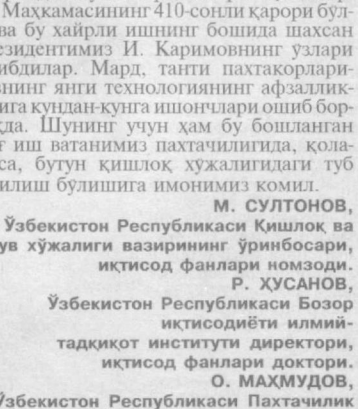 Маҳкамасининг 410-сонли қарори бўл-
ва бу хайрли ишнинг бошида шахсан
езидентимиз И. Каримовнинг ўзлари
ибдилар. Мард, танти пахтакорлари-
знинг янги технологиянинг афзаллик-
ига кундан-кунга ишончлари ошиб бор-
қда. Шунинг учун ҳам бу бошланган
ғ иш ватанимиз пахтачилигида, қола-
са, бутун қишлоқ хўжалигидаги туб
илиш бўлишига имонимиз комил.
М. СУЛТОНОВ,
Ўзбекистон Республикаси Қишлоқ ва
ув хўжалиги вазирининг ўринбосари,
иқтисод фанлари номзоди.
Р. ҲУСАНОВ,
Ўзбекистон Республикаси Бозор
иқтисодиёти илмий-
тадқиқот институти директори,
иқтисод фанлари доктори.
О. МАҲМУДОВ,
Ўзбекистон Республикаси Пахтачилик